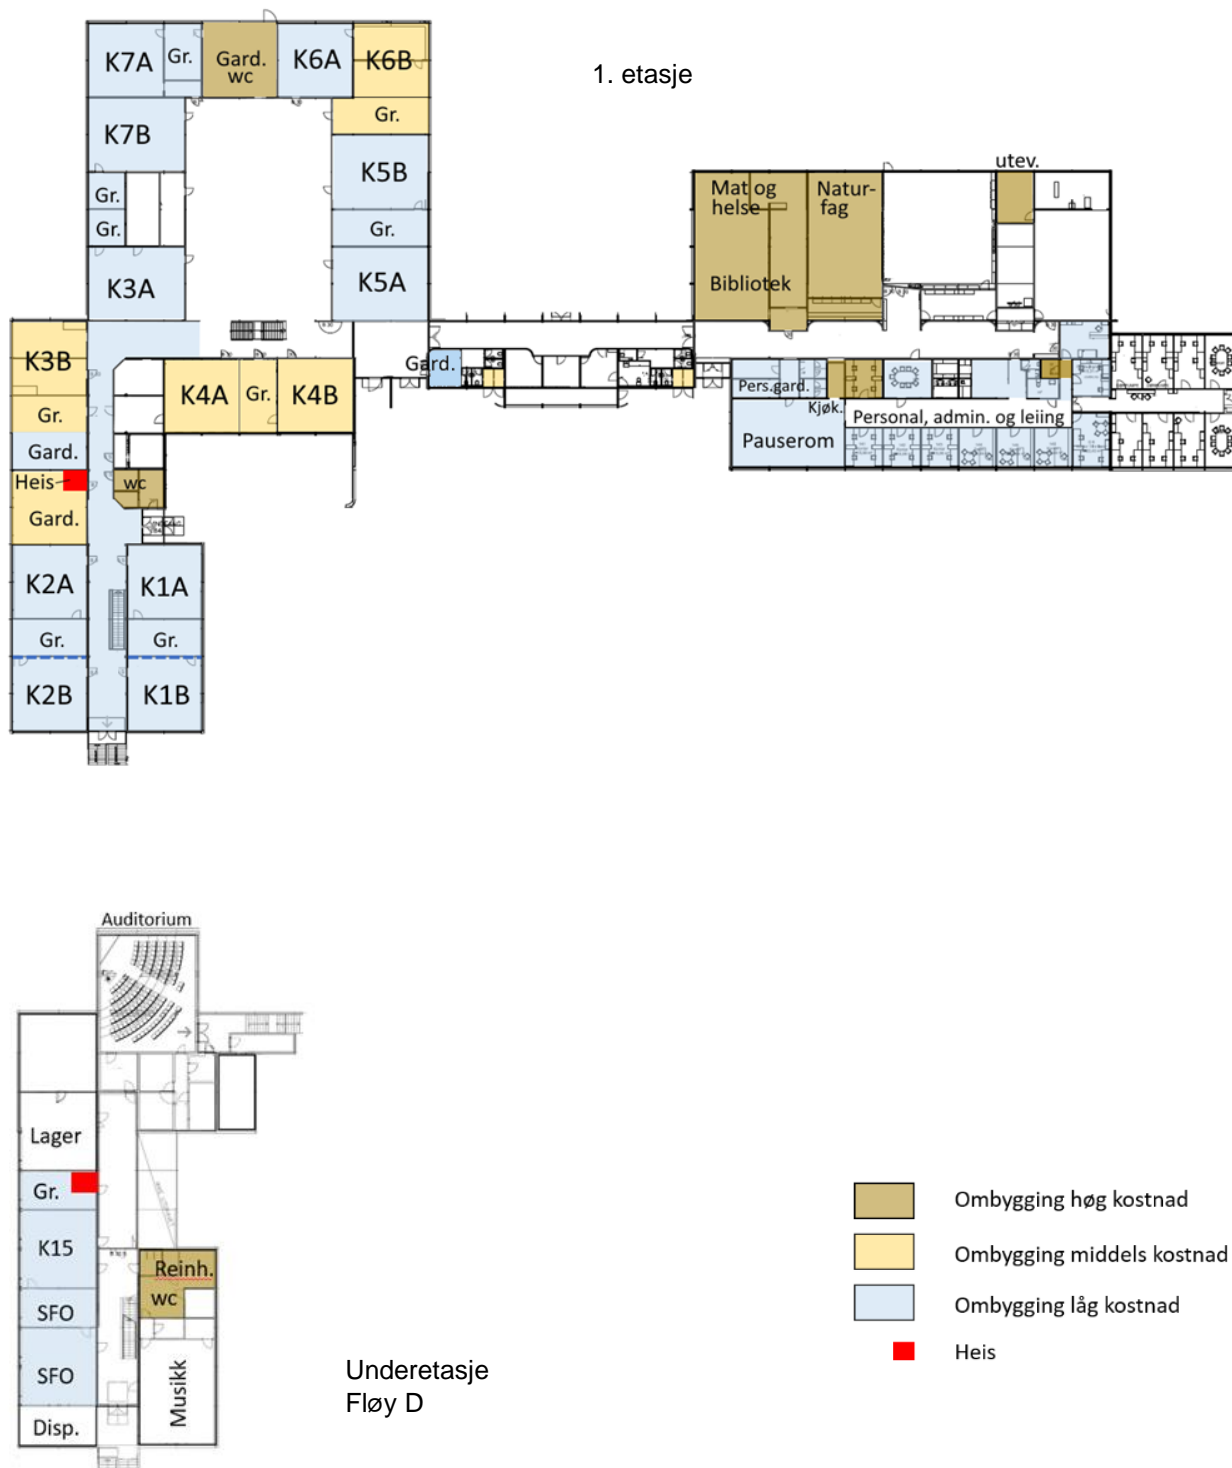 1. etasje
K7A
Gr.
Gard.
wc
K6A
K6B
Gr.
K7B
K5B
Gr.
Gr.
Gr.
K3A
K5A
utev.
Mat og
helse
Natur-
fag
Bibliotek
K3B
Gr.
Gard.
K4A
Gr.
K4B
Gard.
Pers.gard.
Kjøk.
Personal, admin. og leiing
Pauserom
Heis
wc
Gard.
K2A
K1A
Gr.
Gr.
K2B
K1B
Auditorium
Lager
Gr.
K15
Reinh.
wc
SFO
SFO
Musikk
Disp.
Underetasje
Fløy D
Ombygging høg kostnad
Ombygging middels kostnad
Ombygging låg kostnad
Heis